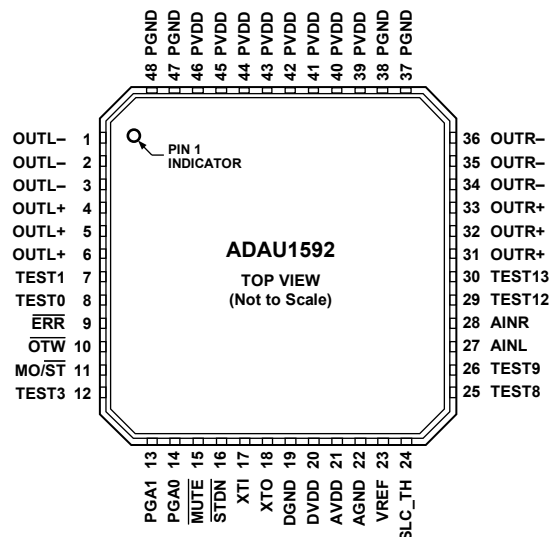 48 PGND
47 PGND
46 PVDD
45 PVDD
44 PVDD
43 PVDD
42 PVDD
41 PVDD
40 PVDD
39 PVDD
38 PGND
37 PGND
OUTL– 1
OUTL– 2
OUTL– 3
OUTL+ 4
OUTL+ 5
OUTL+ 6
TEST1 7
TEST0 8
ERR 9
OTW 10
MO/ST 11
TEST3 12
PIN 1
INDICATOR
ADAU1592
TOP VIEW
(Not to Scale)
36 OUTR–
35 OUTR–
34 OUTR–
33 OUTR+
32 OUTR+
31 OUTR+
30 TEST13
29 TEST12
28 AINR
27 AINL
26 TEST9
25 TEST8
PGA1 13
PGA0 14
MUTE 15
STDN 16
XTI 17
XTO 18
DGND 19
DVDD 20
AVDD 21
AGND 22
VREF 23
SLC_TH 24